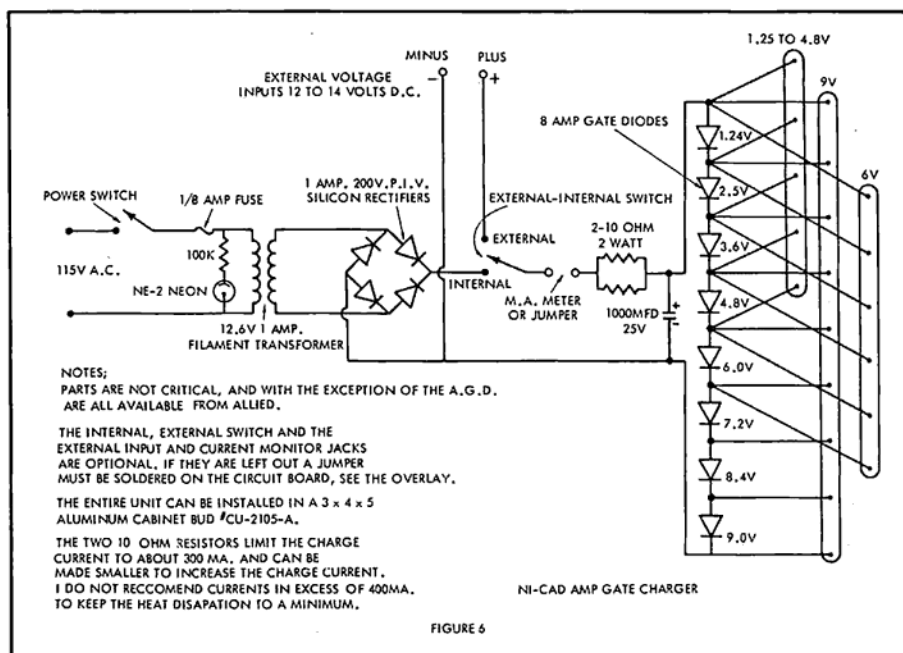 MINUS
PLUS
EXTERNAL VOLTAGE
INPUTS 12 TO 14 VOLTS D.C.
-
+
1.25 TO 4.8V
9V
6V
8 AMP GATE DIODES
1.24V
2.5V
3.6V
4.8V
6.0V
7.2V
8.4V
9.0V
POWER SWITCH
1/8 AMP FUSE
1 AMP. 200V.P.I.V.
SILICON RECTIFIERS
EXTERNAL-INTERNAL SWITCH
EXTERNAL
INTERNAL
2-10 OHM
2 WATT
100K
115V A.C.
NE-2 NEON
M.A. METER
OR JUMPER
1000MFD
25V
+
-
12.6V 1 AMP.
FILAMENT TRANSFORMER
NOTES;
PARTS ARE NOT CRITICAL, AND WITH THE EXCEPTION OF THE A.G.D.
ARE ALL AVAILABLE FROM ALLIED.
THE INTERNAL, EXTERNAL SWITCH AND THE
EXTERNAL INPUT AND CURRENT MONITOR JACKS
ARE OPTIONAL. IF THEY ARE LEFT OUT A JUMPER
MUST BE SOLDERED ON THE CIRCUIT BOARD, SEE THE OVERLAY.
THE ENTIRE UNIT CAN BE INSTALLED IN A 3 x 4 x 5
ALUMINUM CABINET BUD #CU-2105-A.
THE TWO 10 OHM RESISTORS LIMIT THE CHARGE
CURRENT TO ABOUT 300 MA. AND CAN BE
MADE SMALLER TO INCREASE THE CHARGE CURRENT.
I DO NOT RECCOMEND CURRENTS IN EXCESS OF 400MA.
TO KEEP THE HEAT DISAPATION TO A MINIMUM.
NI-CAD AMP GATE CHARGER
FIGURE 6